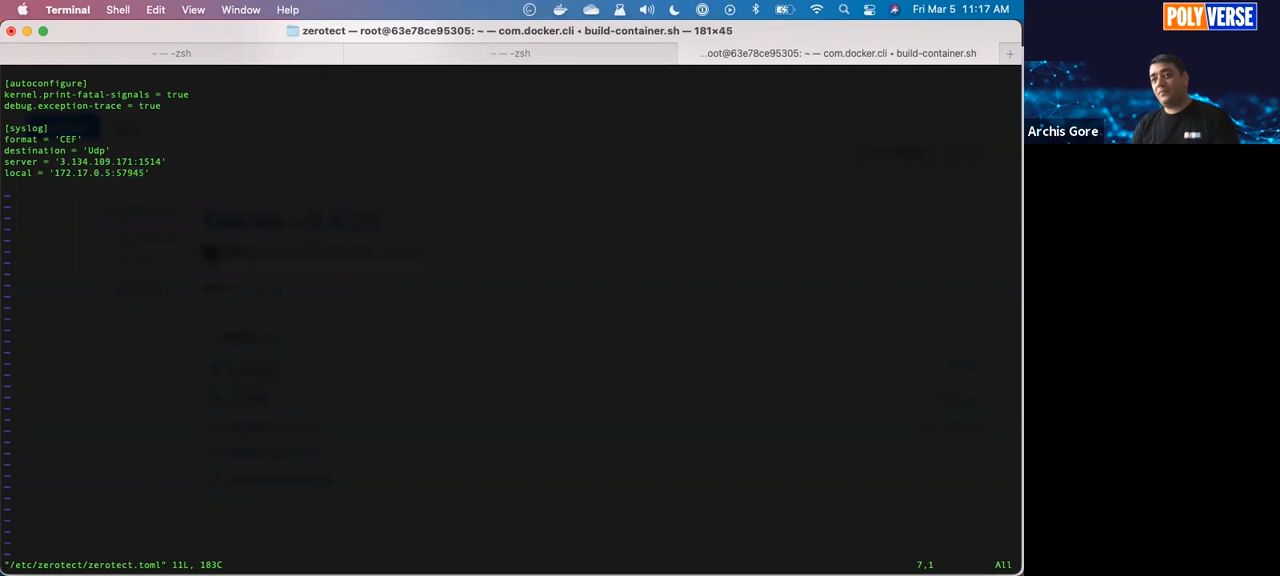 Terminal Shell Edit View Window Help Fri Mar 5 11:17 AM
zerotect — root@63e78ce95305: ~ — com.docker.cli ◂ build-container.sh — 181×45
~ — -zsh
~ — -zsh
...oot@63e78ce95305: ~ — com.docker.cli ◂ build-container.sh
+
[autoconfigure]
kernel.print-fatal-signals = true
debug.exception-trace = true
[syslog]
format = 'CEF'
destination = 'Udp'
server = '3.134.109.171:1514'
local = '172.17.0.5:57945'
"/etc/zerotect/zerotect.toml" 11L, 183C 7,1 All
POLYVERSE
Archis Gore